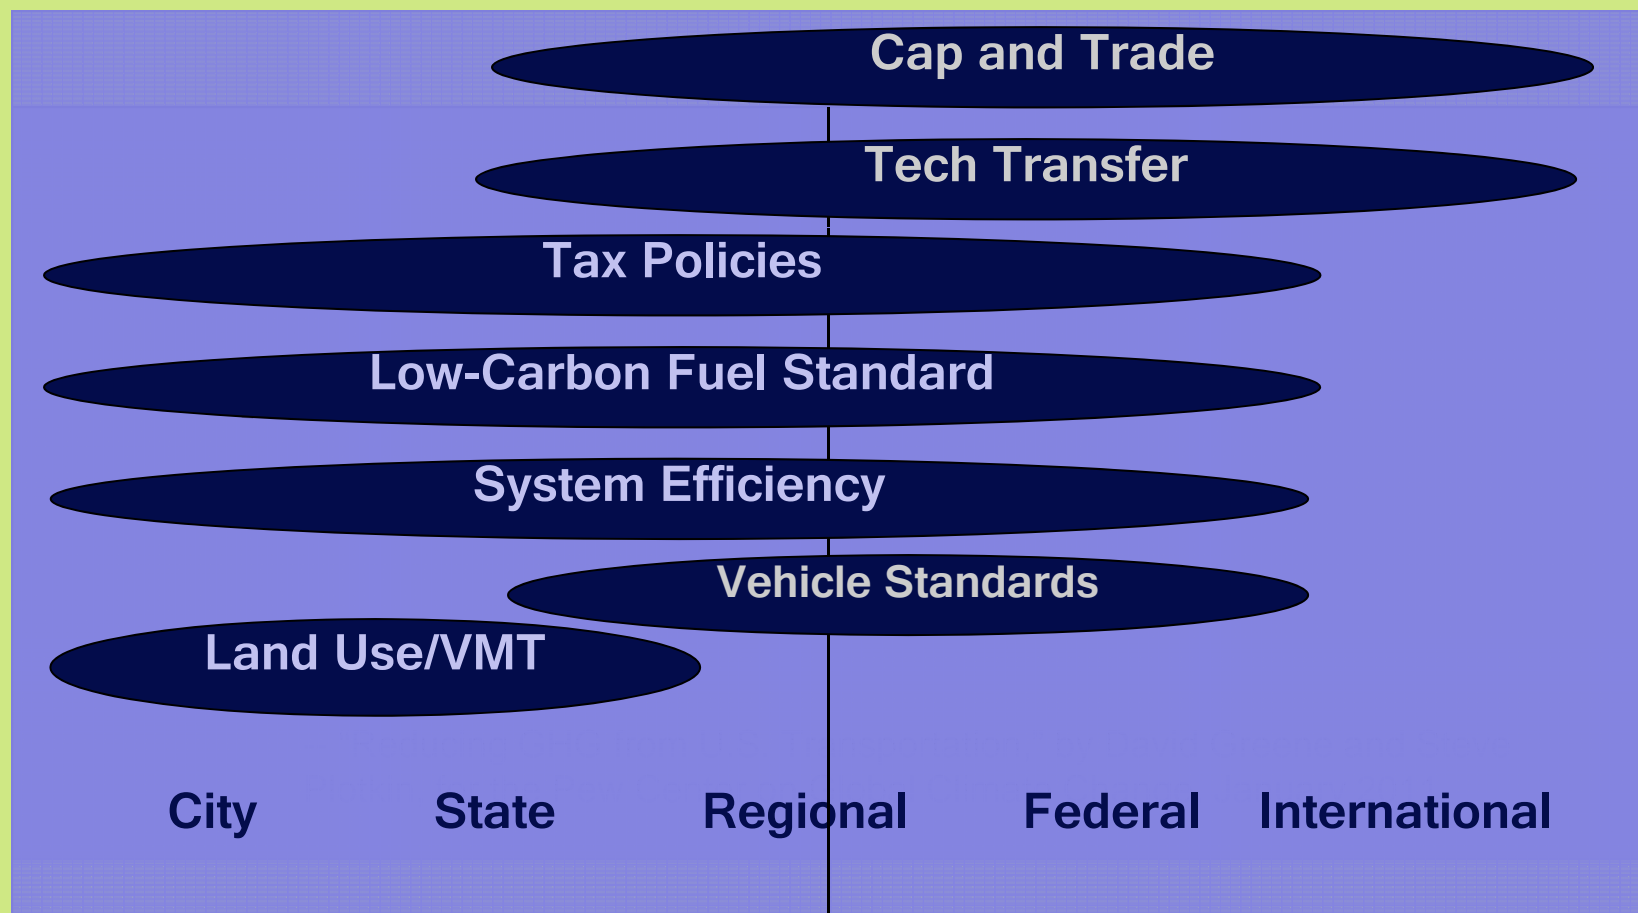 Cap and Trade
Tech Transfer
Tax Policies
Low-Carbon Fuel Standard
System Efficiency
Vehicle Standards
Land Use/VMT
City State Regional Federal International